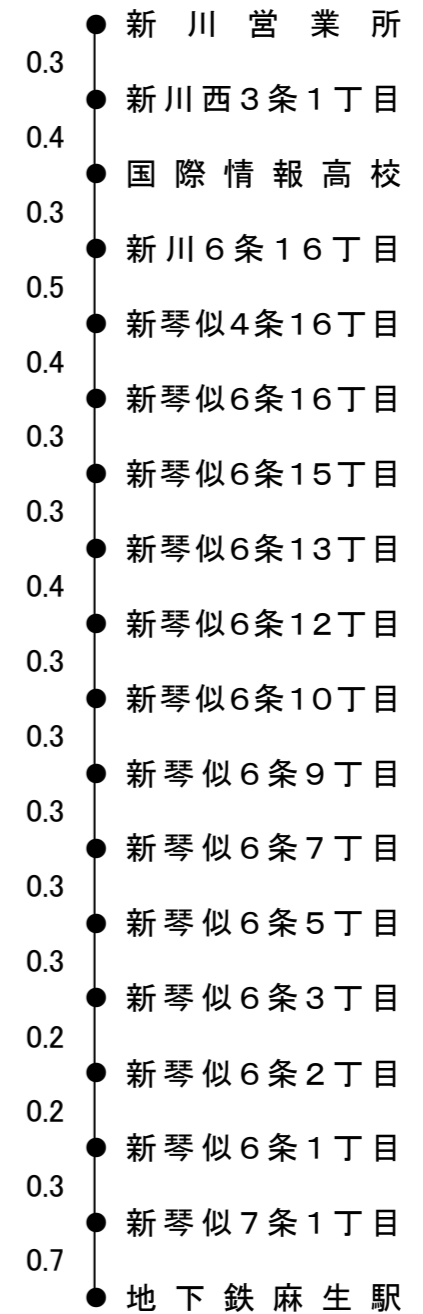 新川営業所
0.3
新川西3条1丁目
0.4
国際情報高校
0.3
新川6条16丁目
0.5
新琴似4条16丁目
0.4
新琴似6条16丁目
0.3
新琴似6条15丁目
0.3
新琴似6条13丁目
0.4
新琴似6条12丁目
0.3
新琴似6条10丁目
0.3
新琴似6条9丁目
0.3
新琴似6条7丁目
0.3
新琴似6条5丁目
0.3
新琴似6条3丁目
0.2
新琴似6条2丁目
0.2
新琴似6条1丁目
0.3
新琴似7条1丁目
0.7
地下鉄麻生駅